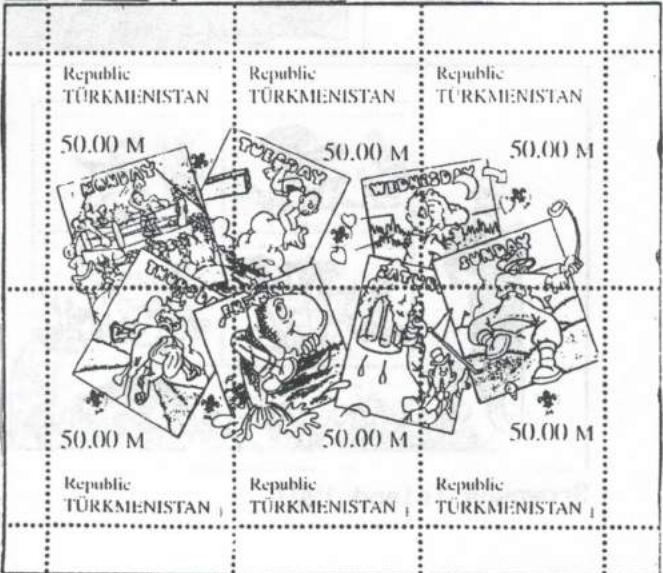 Republic
TÜRKMENISTAN
Republic
TÜRKMENISTAN
Republic
TÜRKMENISTAN
50.00 M
50.00 M
50.00 M
MONDAY
TUESDAY
WEDNISDAY
SUNDAY
50.00 M
50.00 M
50.00 M
Republic
TÜRKMENISTAN
Republic
TÜRKMENISTAN
Republic
TÜRKMENISTAN